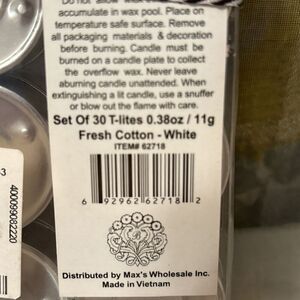 accumulate in wax pool. Place on
temperature safe surface. Remove
all packaging materials & decoration
before burning. Candle must be
burned on a candle plate to collect
the overflow wax. Never leave
aburning candle unattended. When
extinguishing a lit candle, use a snuffer
or blow out the flame with care.
Set Of 30 T-lites 0.38oz / 11g
Fresh Cotton - White
ITEM# 62718
6 92962 62718 2
Distributed by Max's Wholesale Inc.
Made in Vietnam
400009082220